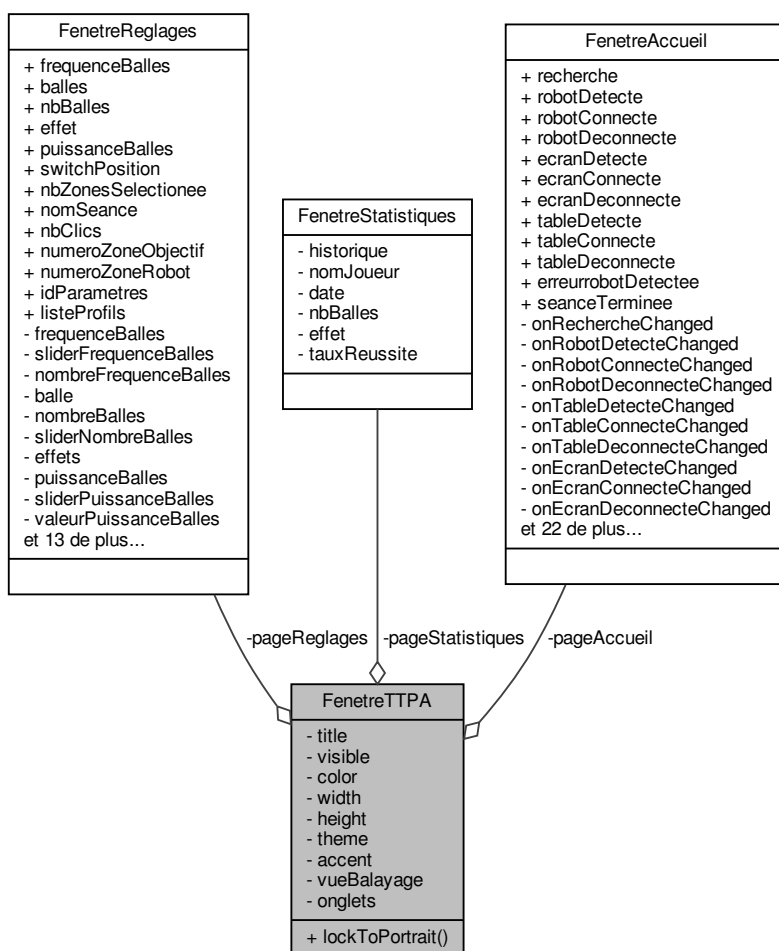 FenetreReglages
+ frequenceBalles
+ balles
+ nbBalles
+ effet
+ puissanceBalles
+ switchPosition
+ nbZonesSelectionee
+ nomSeance
+ nbClics
+ numeroZoneObjectif
+ numeroZoneRobot
+ idParametres
+ listeProfils
- frequenceBalles
- sliderFrequenceBalles
- nombreFrequenceBalles
- balle
- nombreBalles
- sliderNombreBalles
- effets
- puissanceBalles
- sliderPuissanceBalles
- valeurPuissanceBalles
et 13 de plus...
FenetreStatistiques
- historique
- nomJoueur
- date
- nbBalles
- effet
- tauxReussite
FenetreAccueil
+ recherche
+ robotDetecte
+ robotConnecte
+ robotDeconnecte
+ ecranDetecte
+ ecranConnecte
+ ecranDeconnecte
+ tableDetecte
+ tableConnecte
+ tableDeconnecte
+ erreurrobotDetectee
+ seanceTerminee
- onRechercheChanged
- onRobotDetecteChanged
- onRobotConnecteChanged
- onRobotDeconnecteChanged
- onTableDetecteChanged
- onTableConnecteChanged
- onTableDeconnecteChanged
- onEcranDetecteChanged
- onEcranConnecteChanged
- onEcranDeconnecteChanged
et 22 de plus...
-pageReglages
-pageStatistiques
-pageAccueil
FenetreTTPA
- title
- visible
- color
- width
- height
- theme
- accent
- vueBalayage
- onglets
+ lockToPortrait()